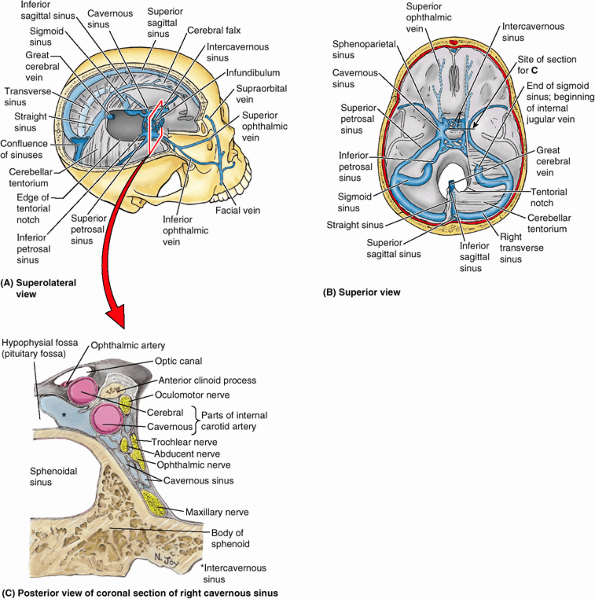 Inferior
sagittal sinus
Cavernous
sinus
Superior
sagittal
sinus
Cerebral falx
Sigmoid
sinus
Intercavernous
sinus
Great
cerebral
vein
Infundibulum
Transverse
sinus
Supraorbital
vein
Straight
sinus
Superior
ophthalmic
vein
Confluence
of sinuses
Cerebellar
tentorium
Edge of
tentorial
notch
Superior
petrosal
sinus
Inferior
ophthalmic
vein
Facial vein
Inferior
petrosal
sinus
(A) Superolateral
view
Superior
ophthalmic
vein
Intercavernous
sinus
Sphenoparietal
sinus
Site of section
for C
Cavernous
sinus
End of sigmoid
sinus; beginning
of internal
jugular vein
Superior
petrosal
sinus
Great
cerebral
vein
Inferior
petrosal
sinus
Sigmoid
sinus
Tentorial
notch
Straight sinus
Cerebellar
tentorium
Superior
sagittal sinus
Inferior
sagittal
sinus
Right
transverse
sinus
(B) Superior view
Hypophysial fossa
(pituitary fossa)
Ophthalmic artery
Optic canal
Anterior clinoid process
Oculomotor nerve
Cerebral
Cavernous
Parts of internal
carotid artery
*
Trochlear nerve
Abducent nerve
Ophthalmic nerve
Sphenoidal
sinus
Cavernous sinus
Maxillary nerve
Body of
sphenoid
N. Joy
*Intercavernous
sinus
(C) Posterior view of coronal section of right cavernous sinus